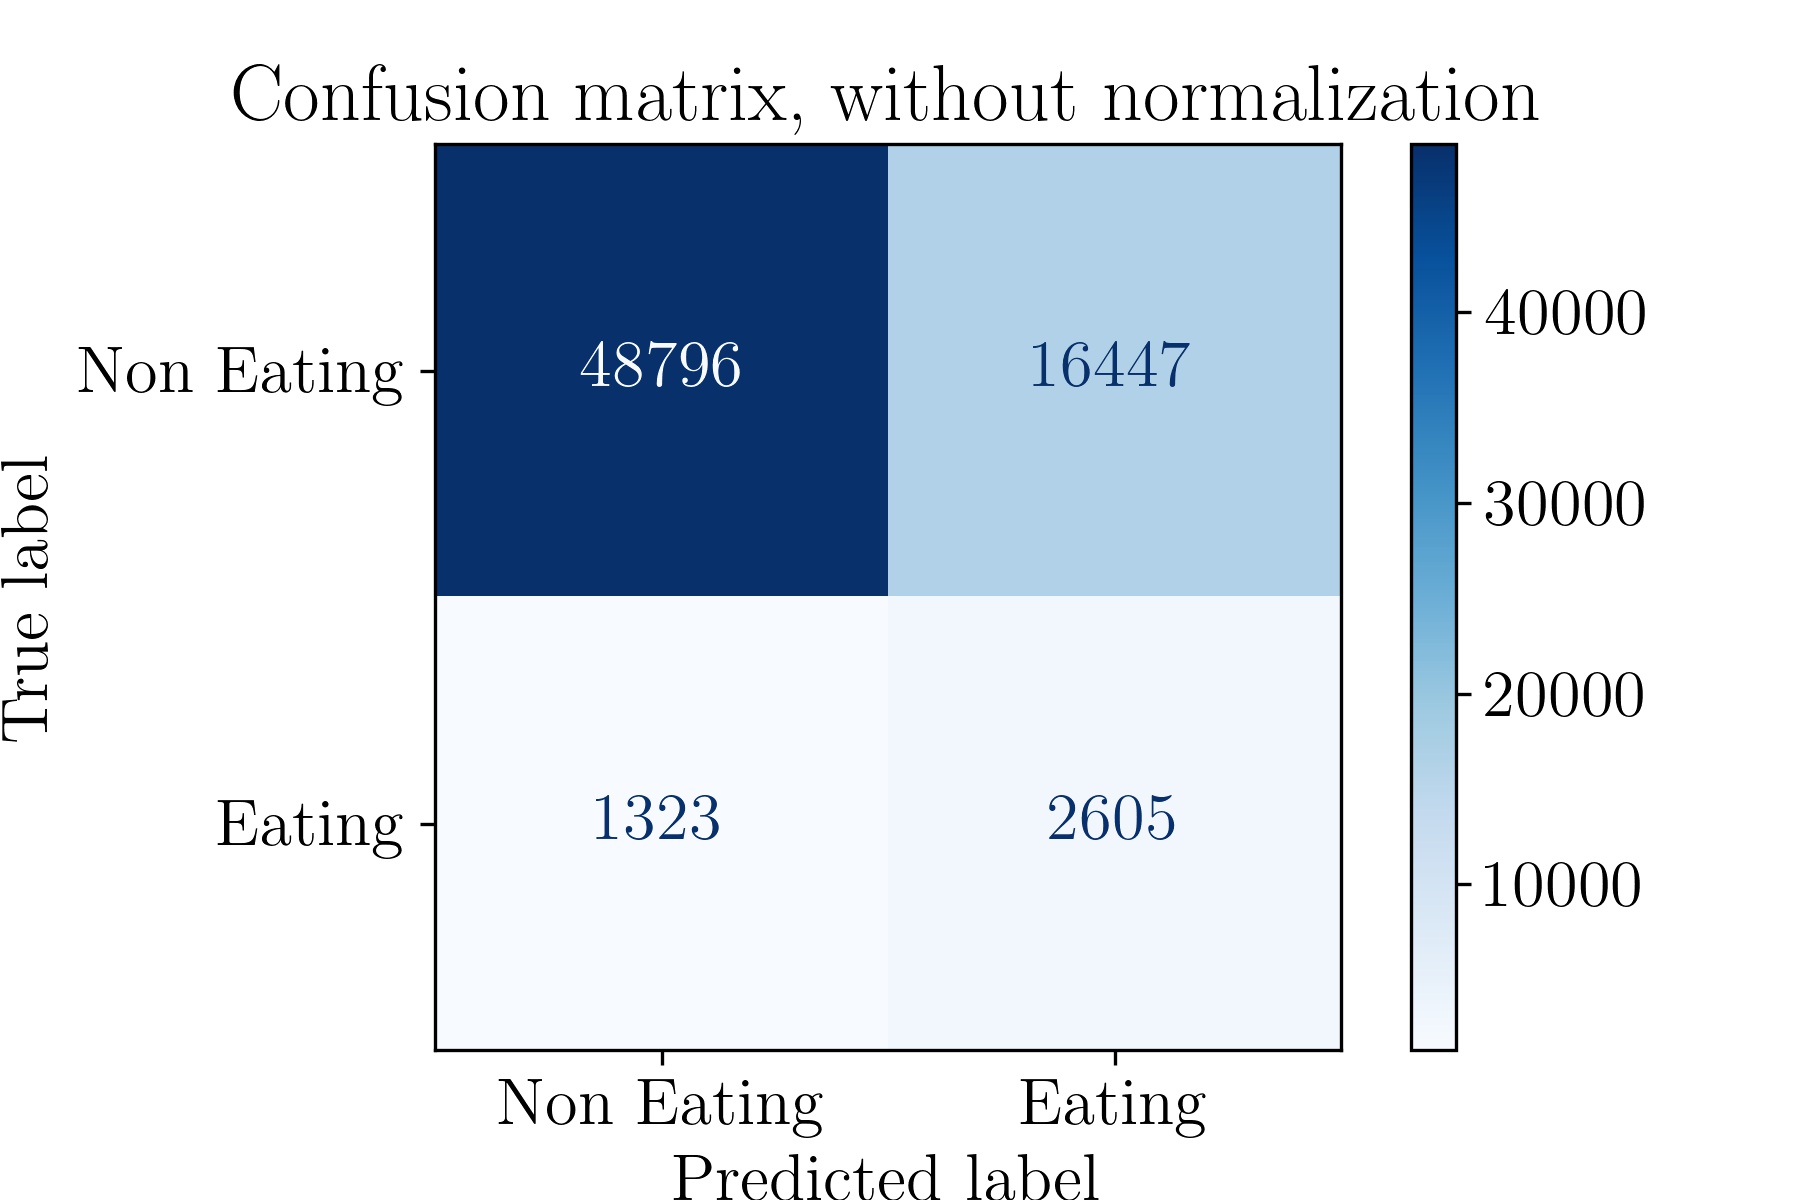 Confusion matrix, without normalization
Non Eating
48796
16447
Eating
1323
2605
True label
Non Eating
Eating
Predicted label
40000
30000
20000
10000